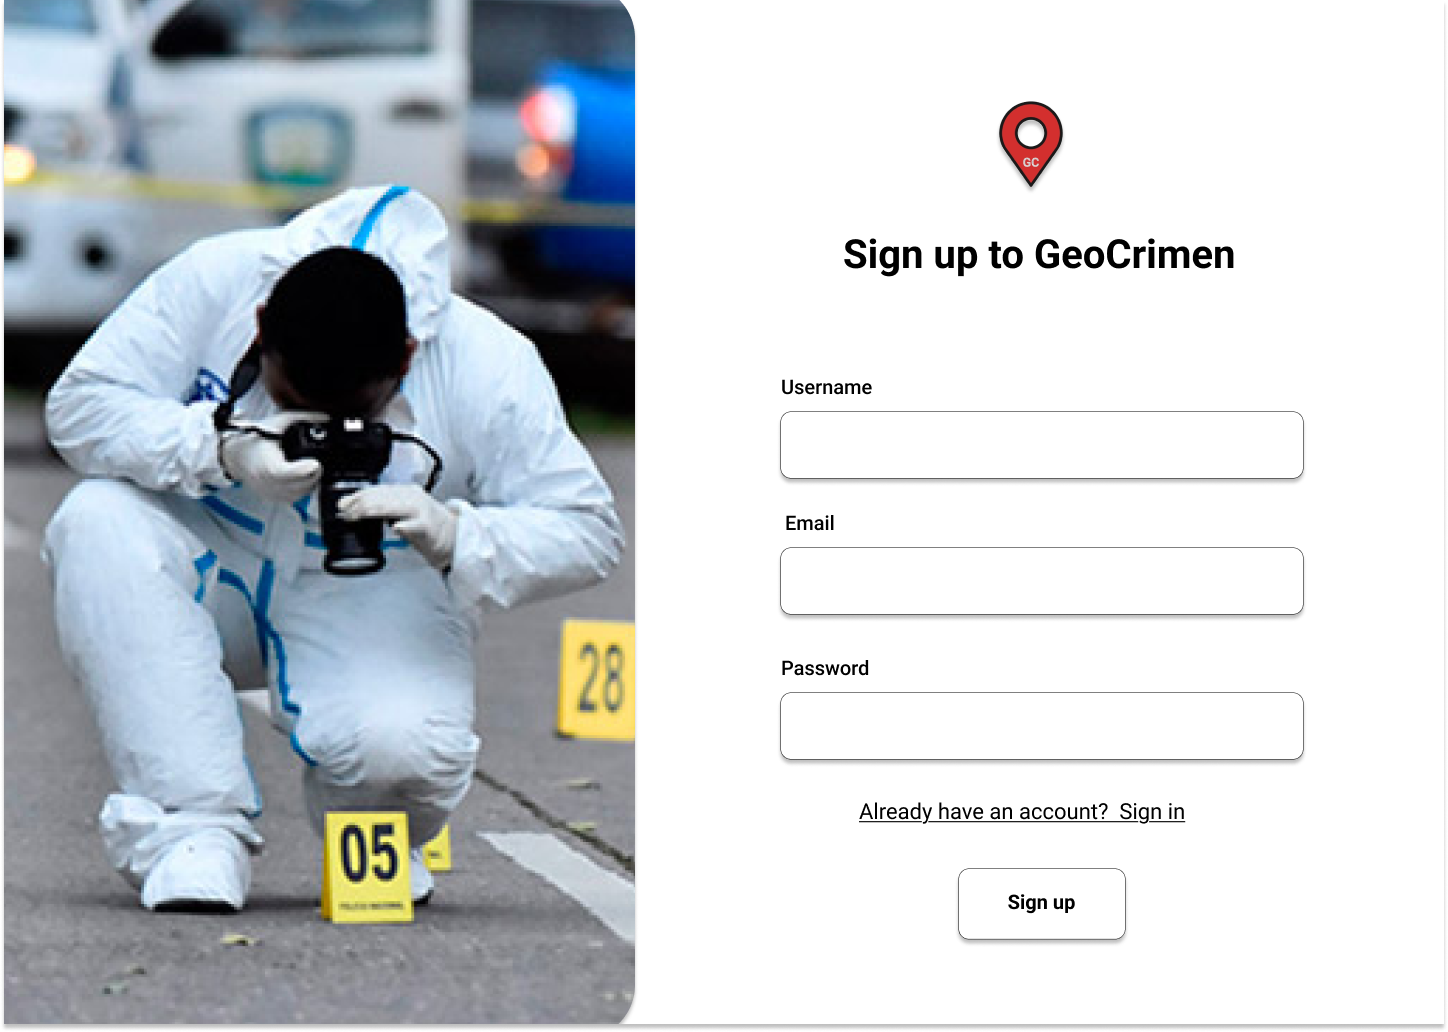 GC
Sign up to GeoCrimen
Username
Email
Password
Already have an account?  Sign in
Sign up
28
05